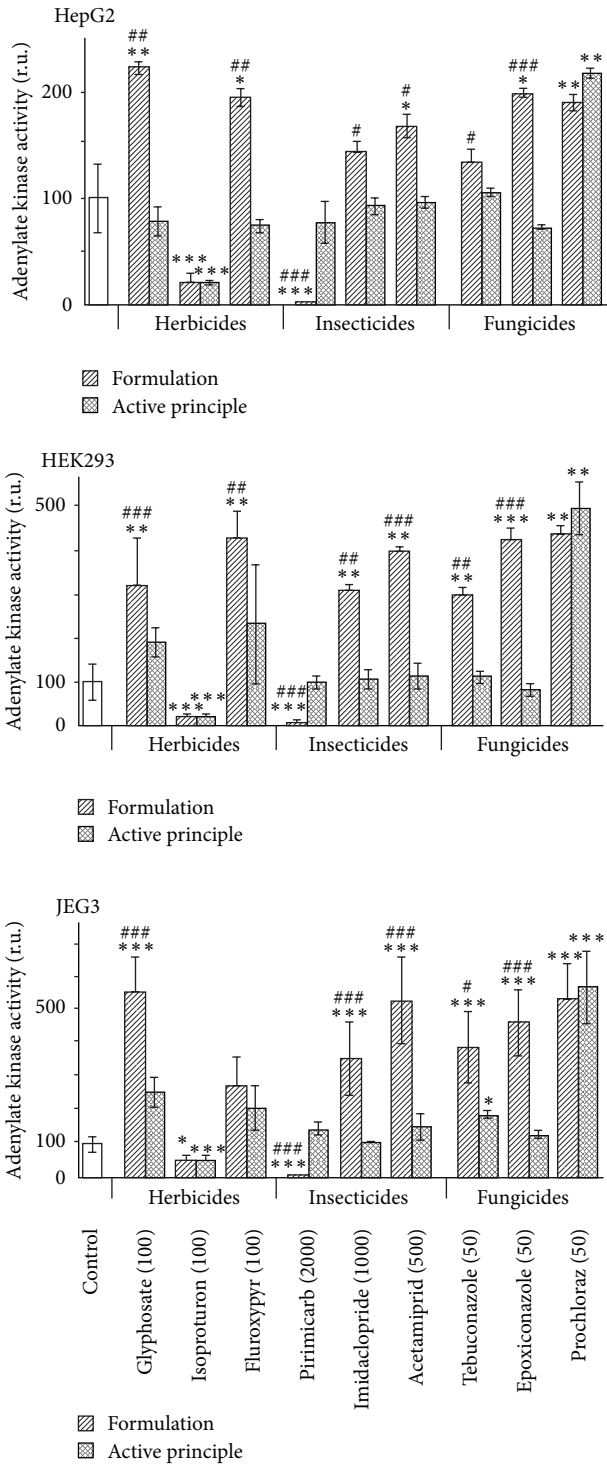 HepG2
Adenylate kinase activity (r.u.)
200
100
0
##
**
***
***
##
*
###
***
#
#
*
#
###
*
**
**
Herbicides
Insecticides
Fungicides
Formulation
Active principle
HEK293
Adenylate kinase activity (r.u.)
500
100
0
###
**
***
***
##
**
###
***
##
**
###
**
##
**
###
***
**
**
Herbicides
Insecticides
Fungicides
Formulation
Active principle
JEG3
Adenylate kinase activity (r.u.)
500
100
0
###
***
*
***
###
***
###
***
###
***
#
***
*
###
***
***
***
Herbicides
Insecticides
Fungicides
Control
Glyphosate (100)
Isoproturon (100)
Fluroxypyr (100)
Pirimicarb (2000)
Imidaclopride (1000)
Acetamiprid (500)
Tebuconazole (50)
Epoxiconazole (50)
Prochloraz (50)
Formulation
Active principle